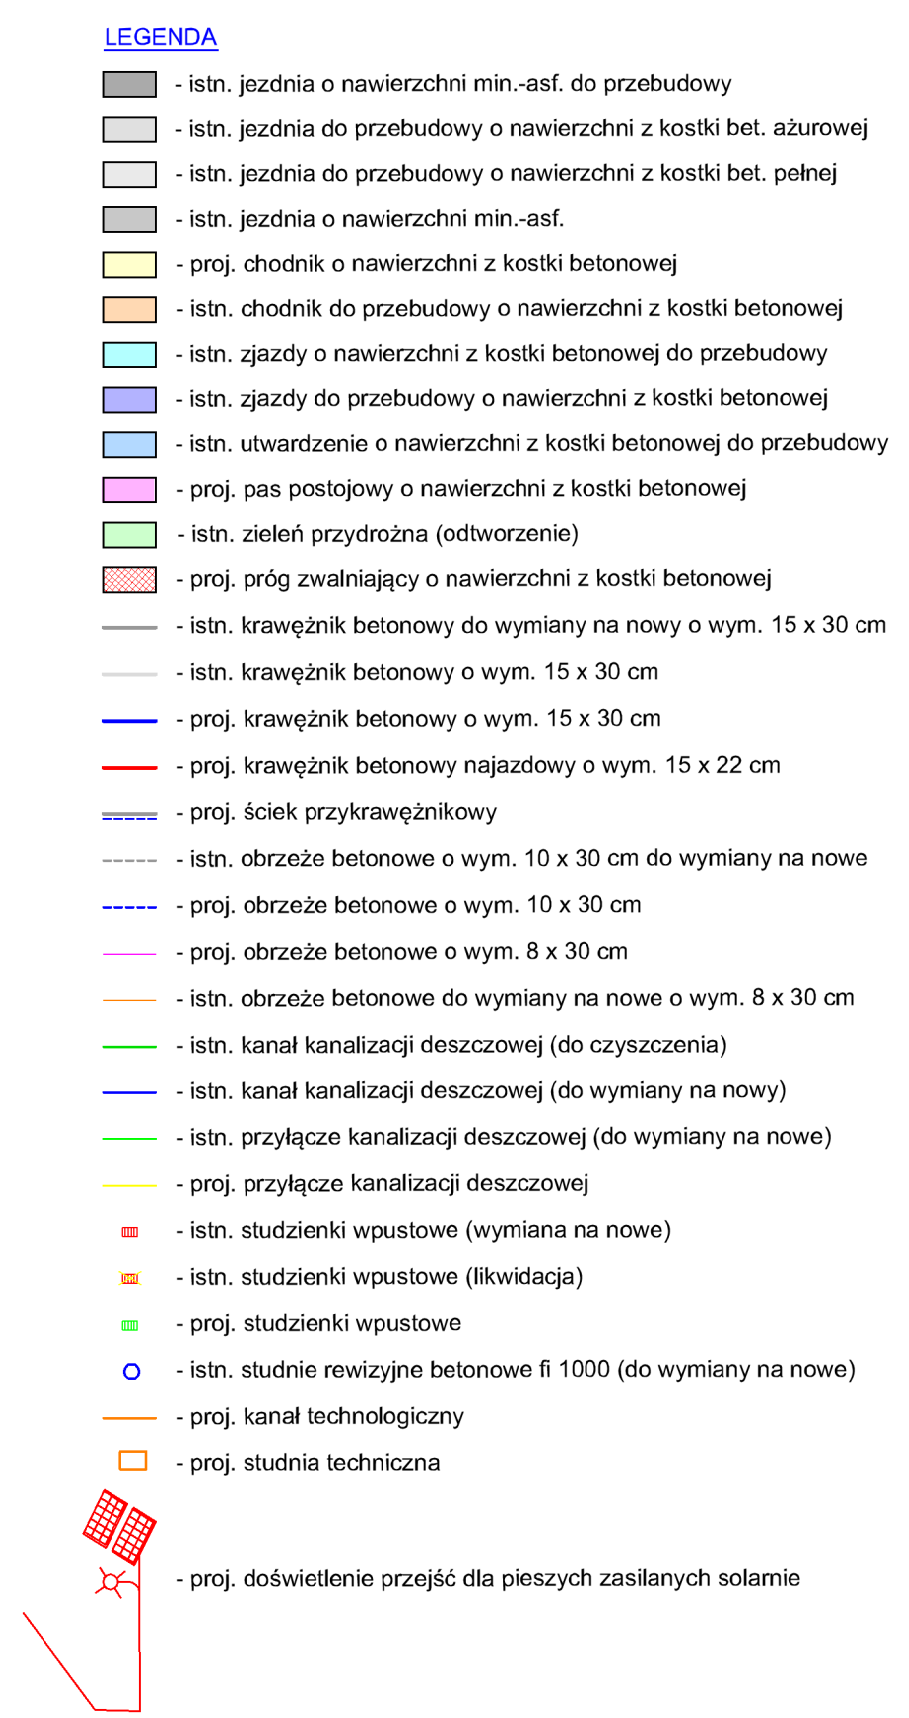 LEGENDA
- istn. jezdnia o nawierzchni min.-asf. do przebudowy
- istn. jezdnia do przebudowy o nawierzchni z kostki bet. ażurowej
- istn. jezdnia do przebudowy o nawierzchni z kostki bet. pełnej
- istn. jezdnia o nawierzchni min.-asf.
- proj. chodnik o nawierzchni z kostki betonowej
- istn. chodnik do przebudowy o nawierzchni z kostki betonowej
- istn. zjazdy o nawierzchni z kostki betonowej do przebudowy
- istn. zjazdy do przebudowy o nawierzchni z kostki betonowej
- istn. utwardzenie o nawierzchni z kostki betonowej do przebudowy
- proj. pas postojowy o nawierzchni z kostki betonowej
- istn. zieleń przydrożna (odtworzenie)
- proj. próg zwalniający o nawierzchni z kostki betonowej
- istn. krawężnik betonowy do wymiany na nowy o wym. 15 x 30 cm
- istn. krawężnik betonowy o wym. 15 x 30 cm
- proj. krawężnik betonowy o wym. 15 x 30 cm
- proj. krawężnik betonowy najazdowy o wym. 15 x 22 cm
- proj. ściek przykrawężnikowy
- istn. obrzeże betonowe o wym. 10 x 30 cm do wymiany na nowe
- proj. obrzeże betonowe o wym. 10 x 30 cm
- proj. obrzeże betonowe o wym. 8 x 30 cm
- istn. obrzeże betonowe do wymiany na nowe o wym. 8 x 30 cm
- istn. kanał kanalizacji deszczowej (do czyszczenia)
- istn. kanał kanalizacji deszczowej (do wymiany na nowy)
- istn. przyłącze kanalizacji deszczowej (do wymiany na nowe)
- proj. przyłącze kanalizacji deszczowej
- istn. studzienki wpustowe (wymiana na nowe)
- istn. studzienki wpustowe (likwidacja)
- proj. studzienki wpustowe
- istn. studnie rewizyjne betonowe fi 1000 (do wymiany na nowe)
- proj. kanał technologiczny
- proj. studnia techniczna
- proj. doświetlenie przejść dla pieszych zasilanych solarnie